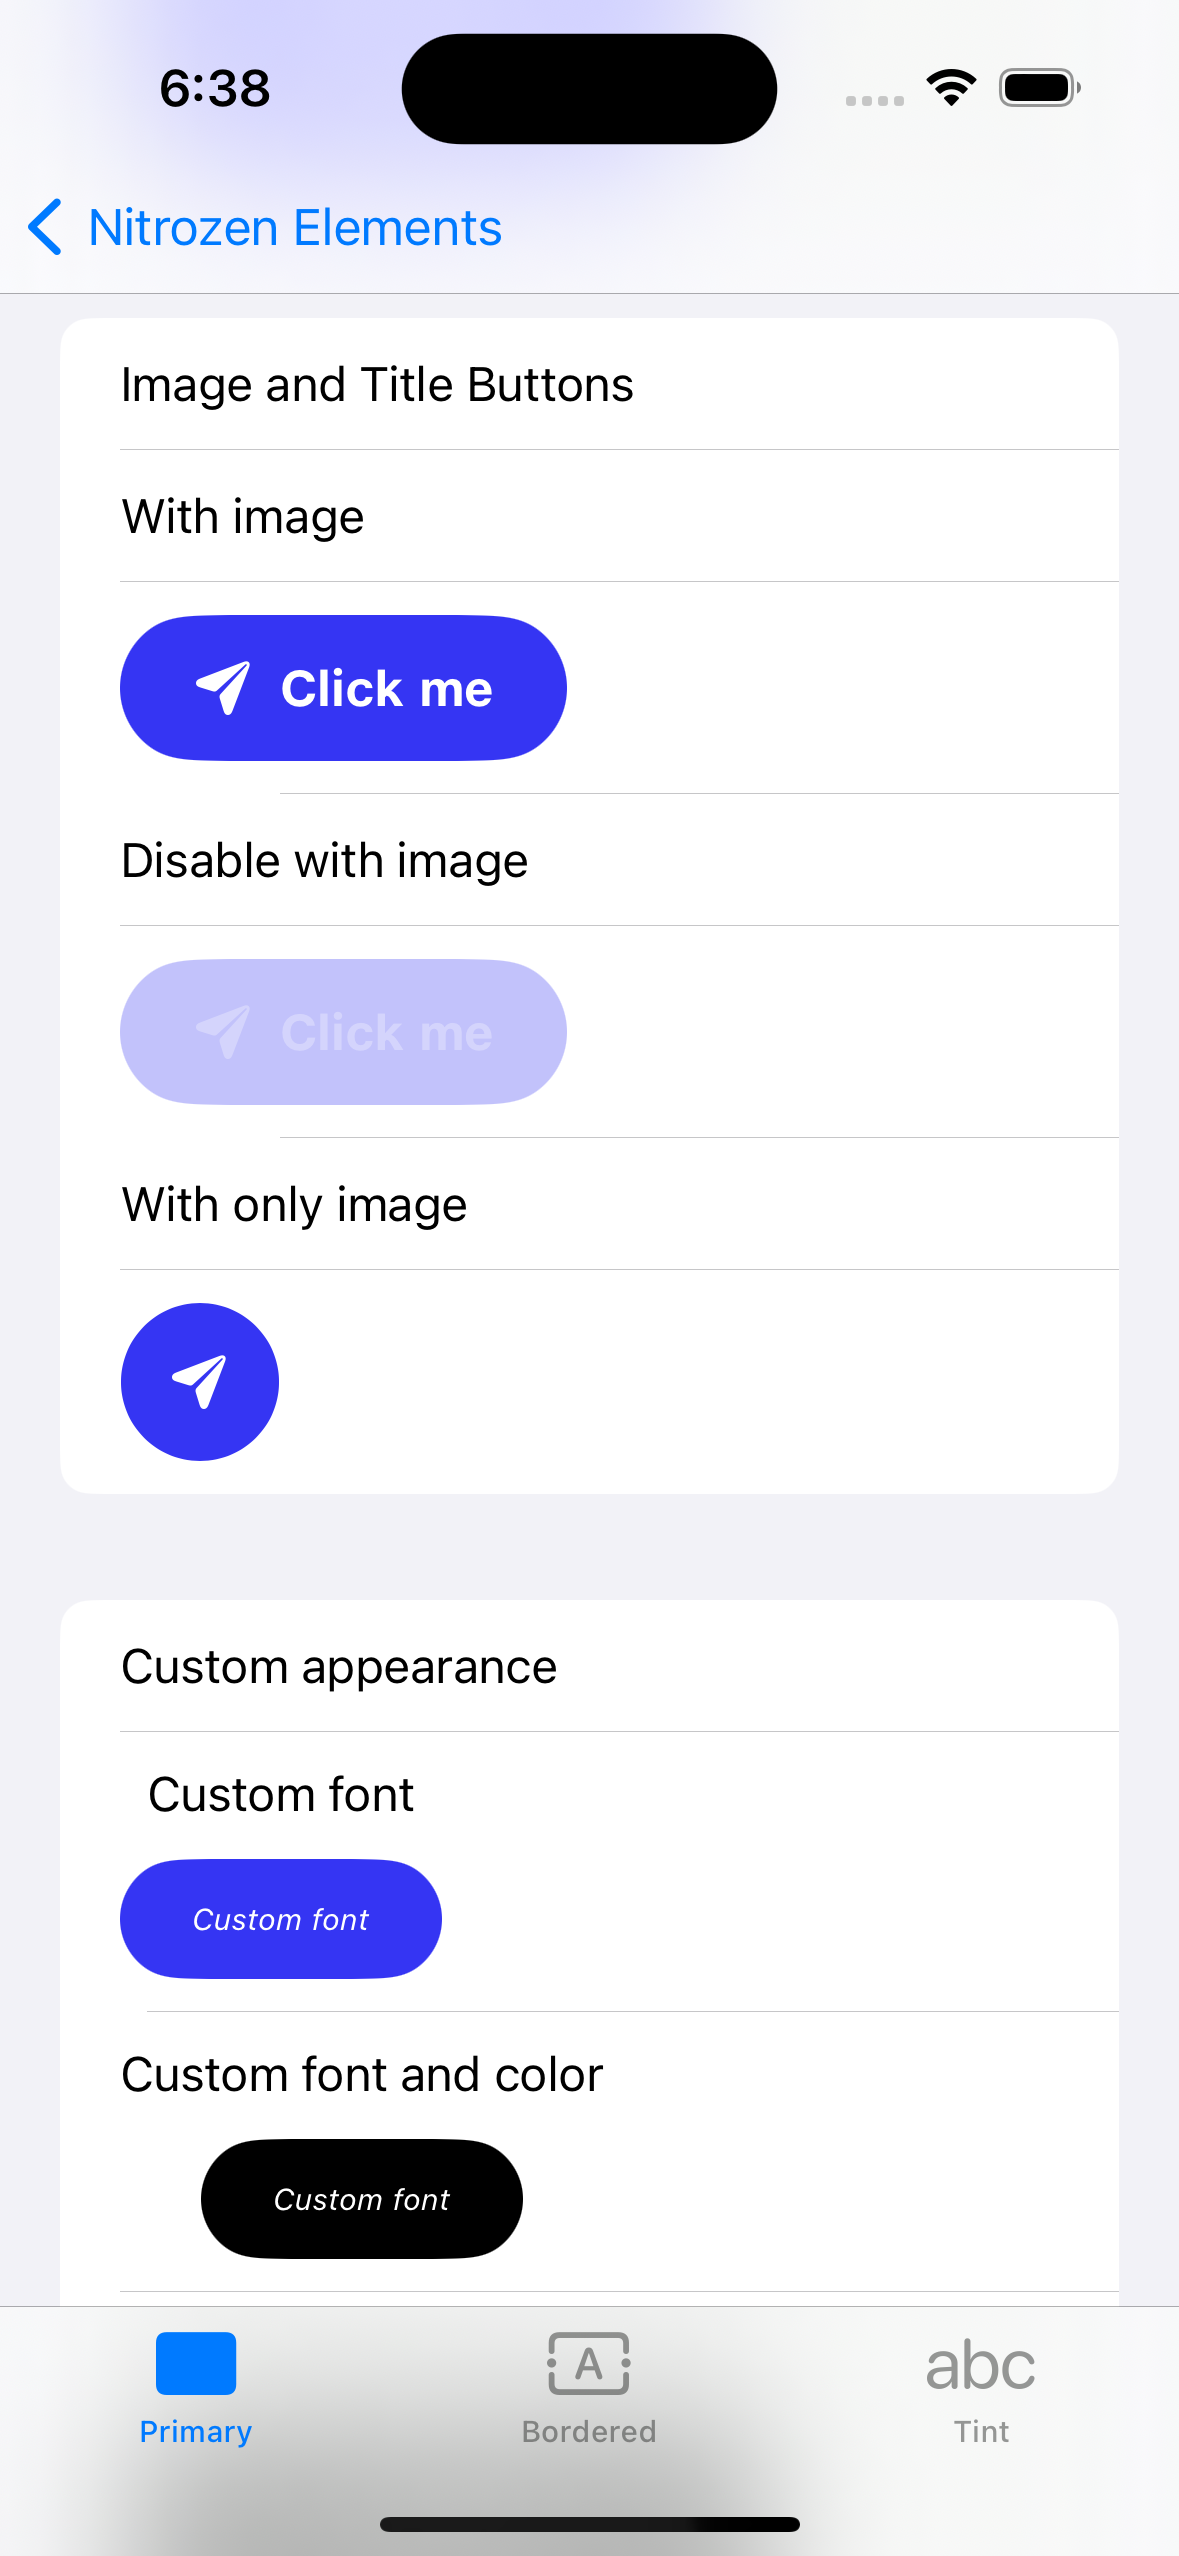 6:38
Nitrozen Elements
Image and Title Buttons
With image
Click me
Disable with image
Click me
With only image
Custom appearance
Custom font
Custom font
Custom font and color
Custom font
A
abc
Primary
Bordered
Tint